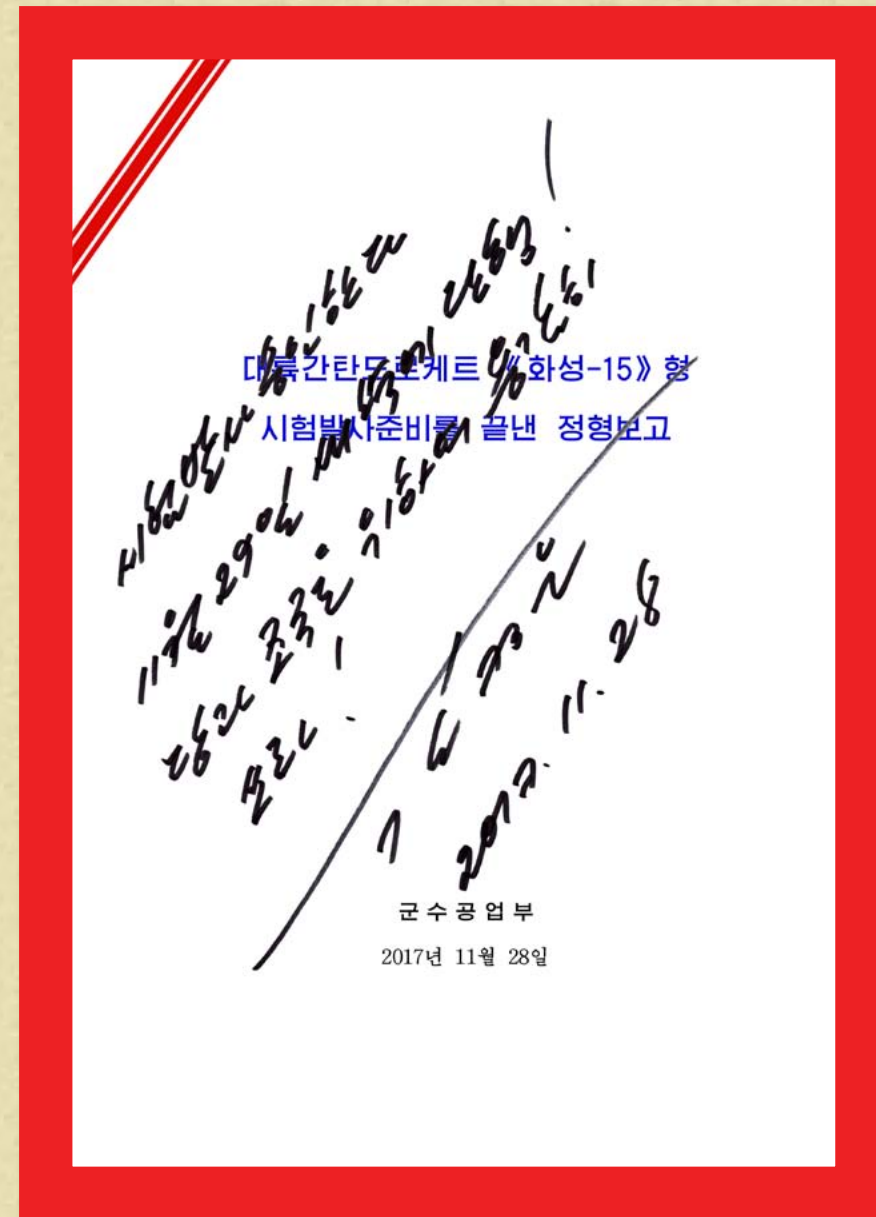 대륙간탄도로케트 《화성-15》 형
시험발사준비를 끝낸 정형보고
시험발사 승인한다
11월 29일 새벽에 단행!
당과 조국을 위하여 용감히
쏘라!
김정은
2017. 11. 28
군수공업부
2017년 11월 28일